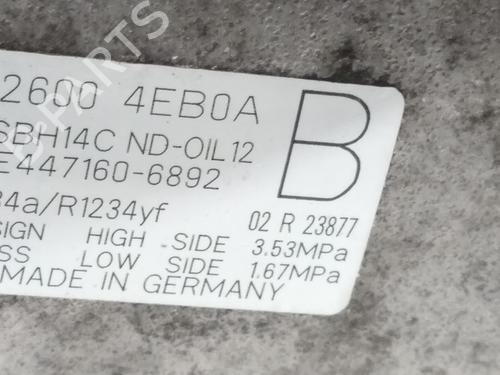 2600 4EB0A
B
SBH14C ND-OIL12
E447160-6892
34a/R1234yf
02 R 23877
SIGN HIGH SIDE 3.53MPa
SS LOW SIDE 1.67MPa
MADE IN GERMANY
B-PARTS